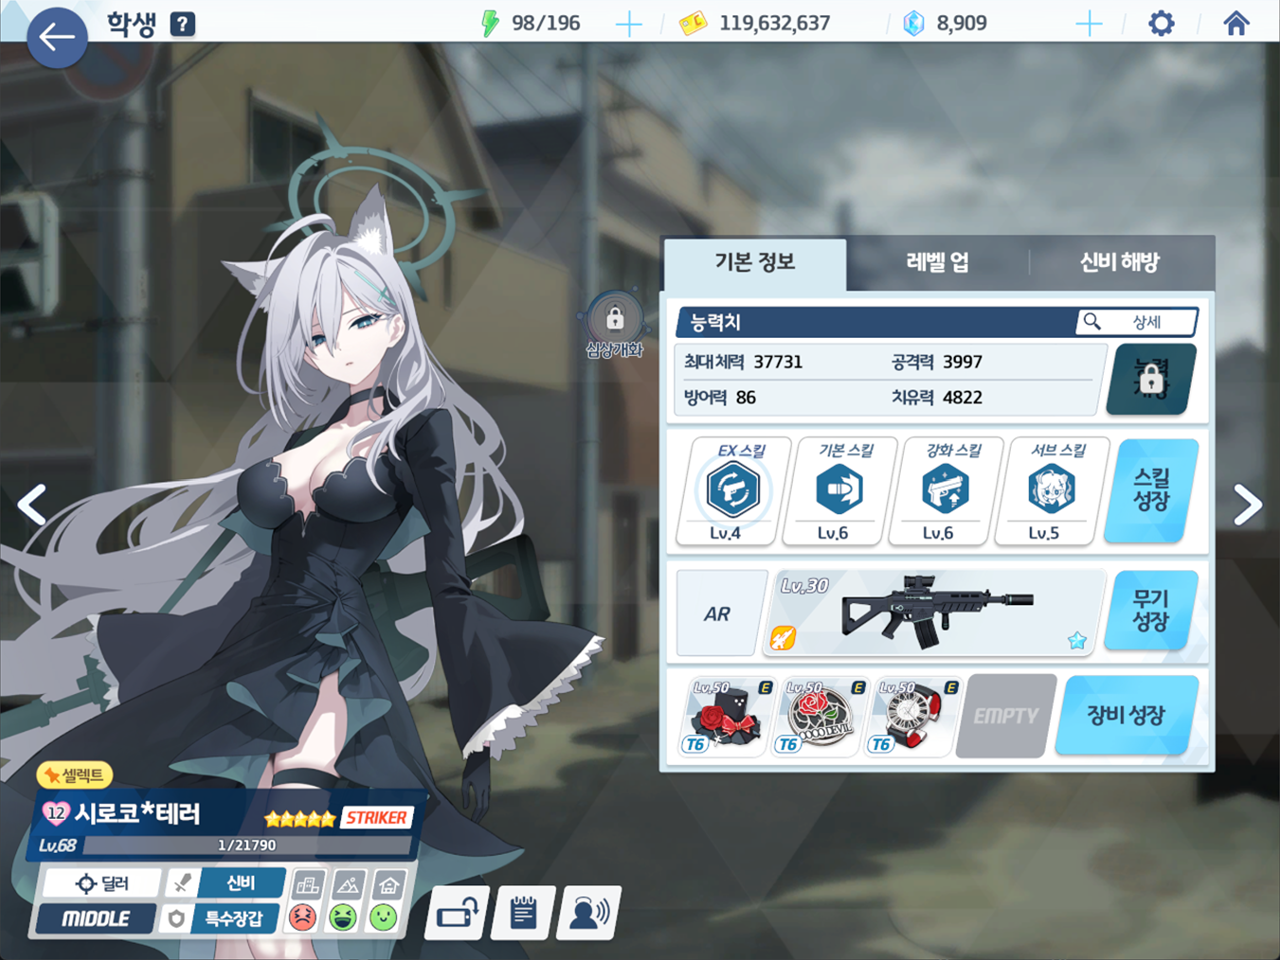 학생 ?
98/196
119,632,637
8,909
심상개화
기본 정보
레벨 업
신비 해방
능력치
상세
최대 체력 37731
공격력 3997
방어력 86
치유력 4822
EX 스킬
기본 스킬
강화 스킬
서브 스킬
Lv.4
Lv.6
Lv.6
Lv.5
스킬
성장
AR
Lv.30
무기
성장
Lv.50 E
Lv.50 E
Lv.50 E
T6
T6
T6
EMPTY
장비 성장
셀렉트
12 시로코*테러
STRIKER
Lv.68
1/21790
딜러
신비
MIDDLE
특수장갑